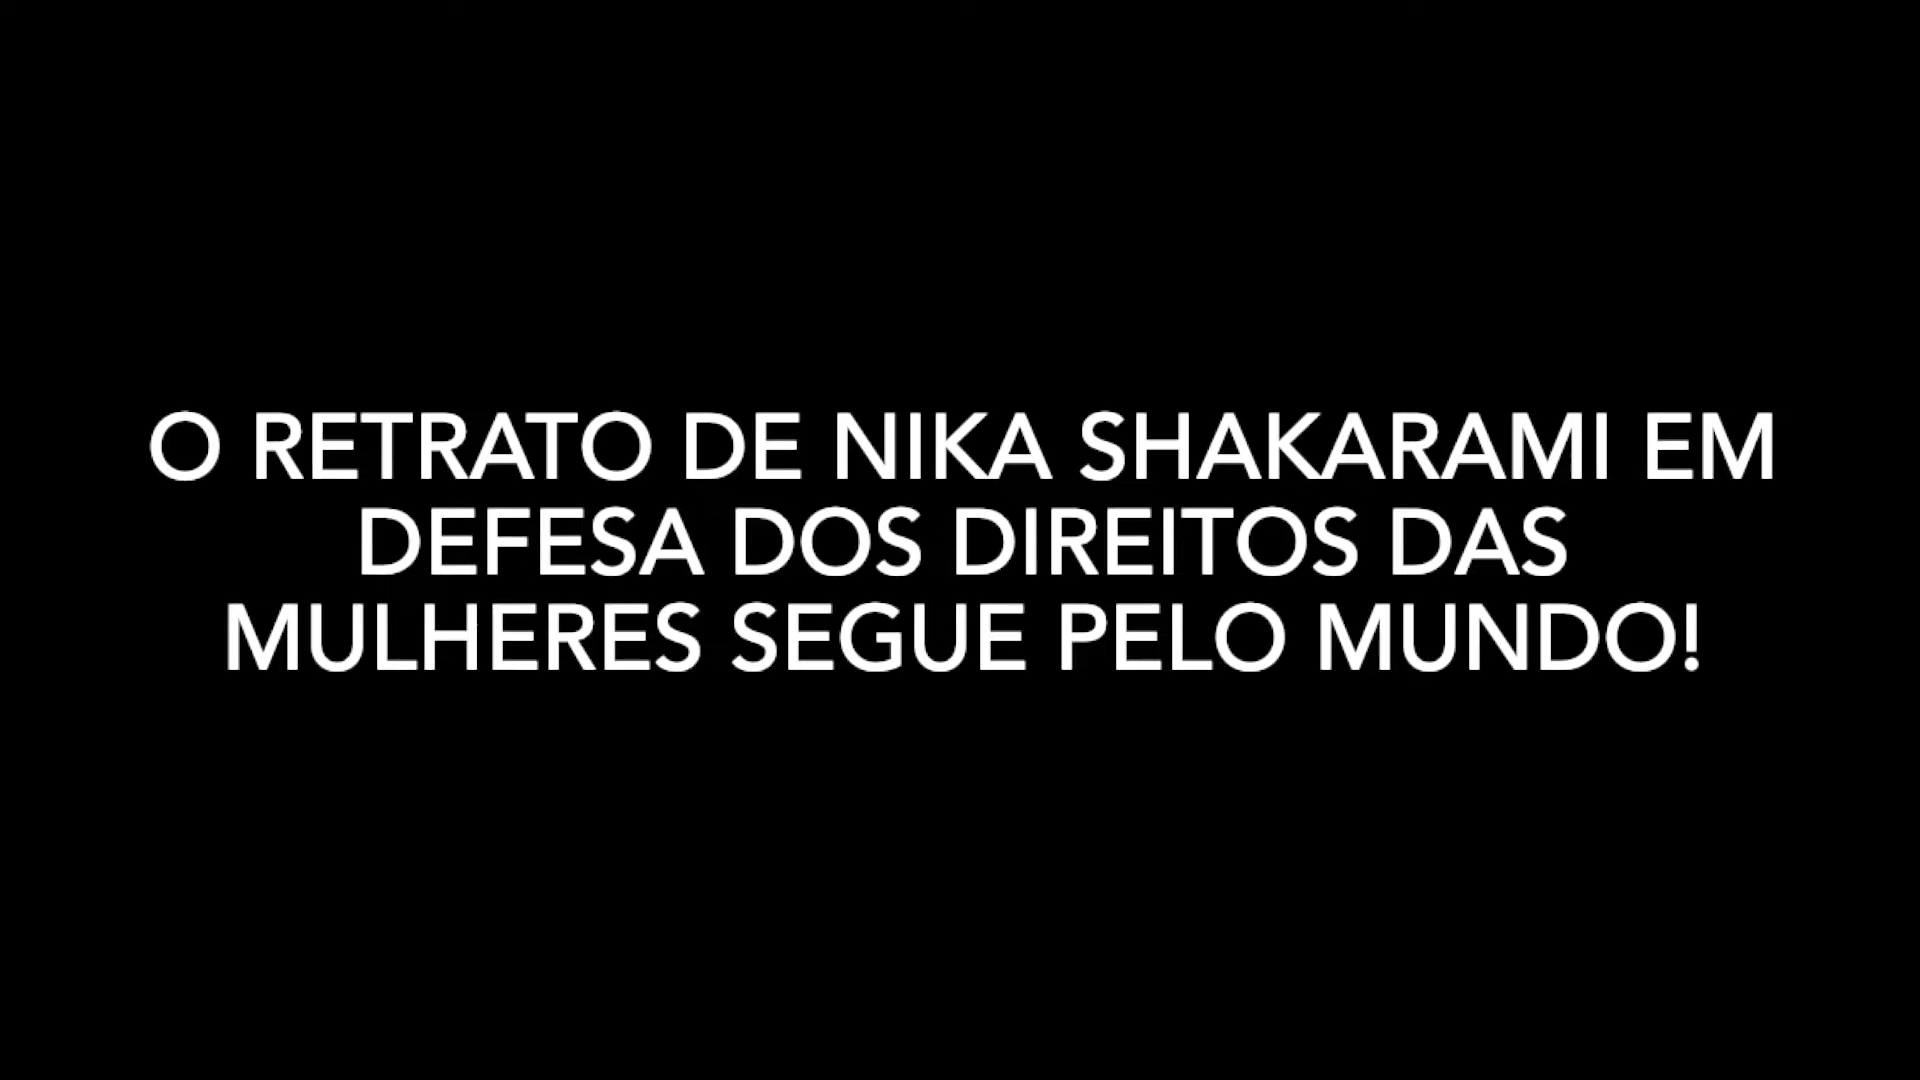 O RETRATO DE NIKA SHAKARAMI EM
DEFESA DOS DIREITOS DAS
MULHERES SEGUE PELO MUNDO!